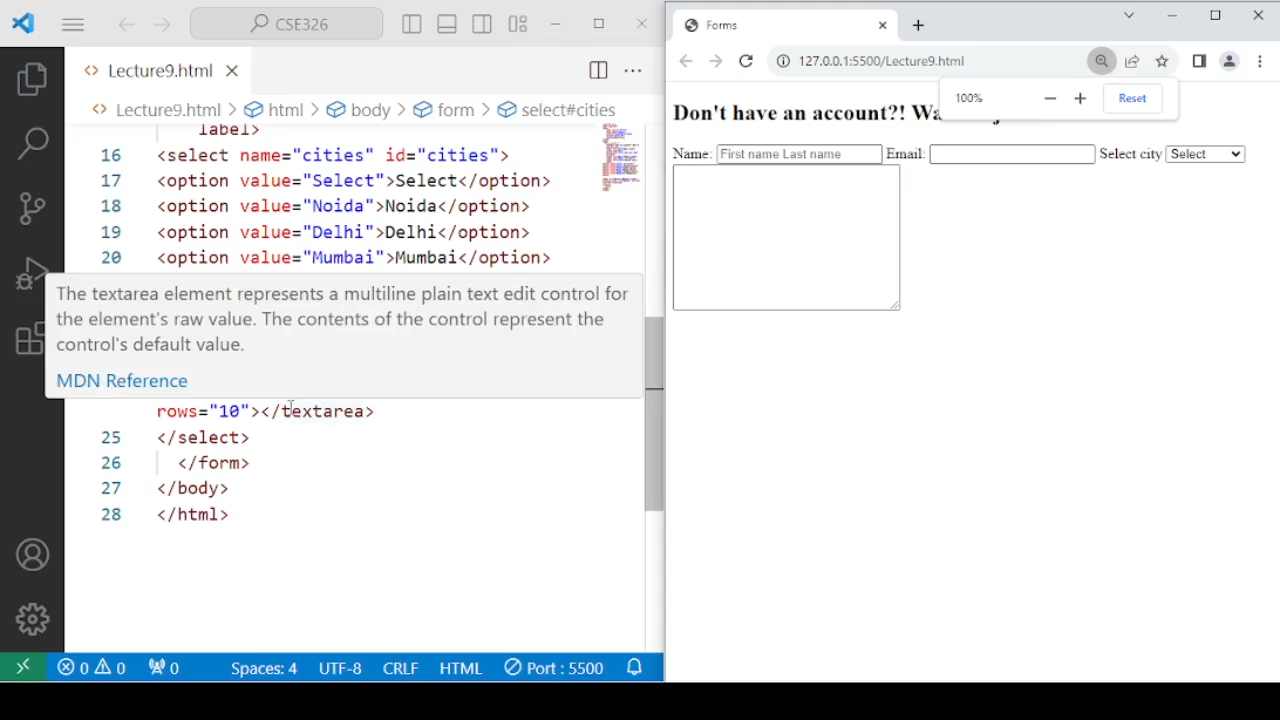 CSE326
Lecture9.html
Lecture9.html > html > body > form > select#cities
label>
16 <select name="cities" id="cities">
17 <option value="Select">Select</option>
18 <option value="Noida">Noida</option>
19 <option value="Delhi">Delhi</option>
20 <option value="Mumbai">Mumbai</option>
The textarea element represents a multiline plain text edit control for
the element's raw value. The contents of the control represent the
control's default value.
MDN Reference
rows="10"></textarea>
25 </select>
26 </form>
27 </body>
28 </html>
0 0 0 Spaces: 4 UTF-8 CRLF HTML Port : 5500
Forms
127.0.0.1:5500/Lecture9.html
100% Reset
Don't have an account?!
Name: First name Last name Email: Select city Select